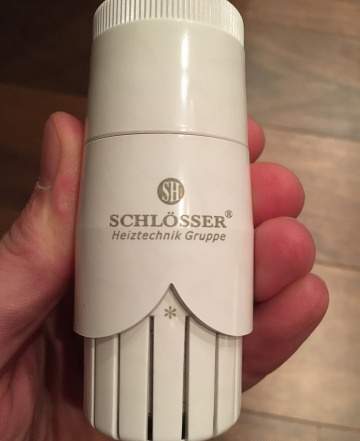 SH
SCHLÖSSER®
Heiztechnik Gruppe
*